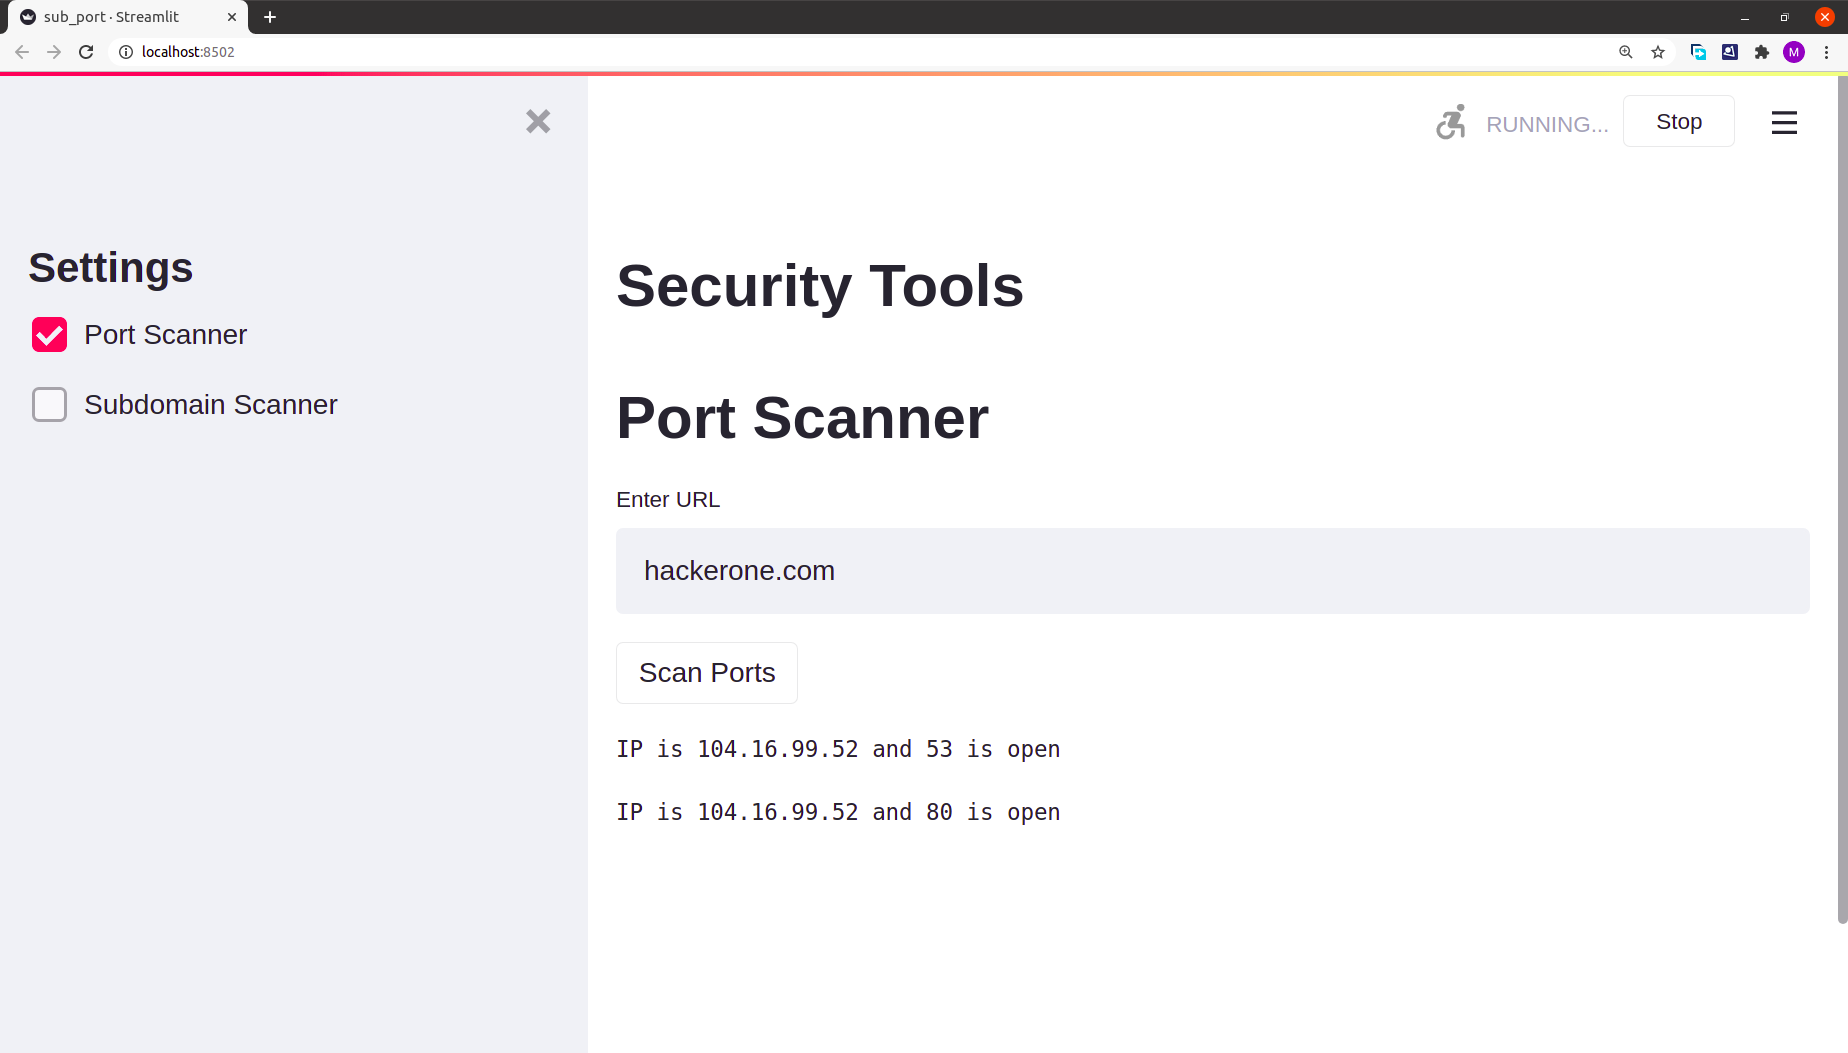 sub_port · Streamlit
localhost:8502
M
RUNNING...
Stop
Settings
Port Scanner
Subdomain Scanner
Security Tools
Port Scanner
Enter URL
hackerone.com
Scan Ports
IP is 104.16.99.52 and 53 is open
IP is 104.16.99.52 and 80 is open